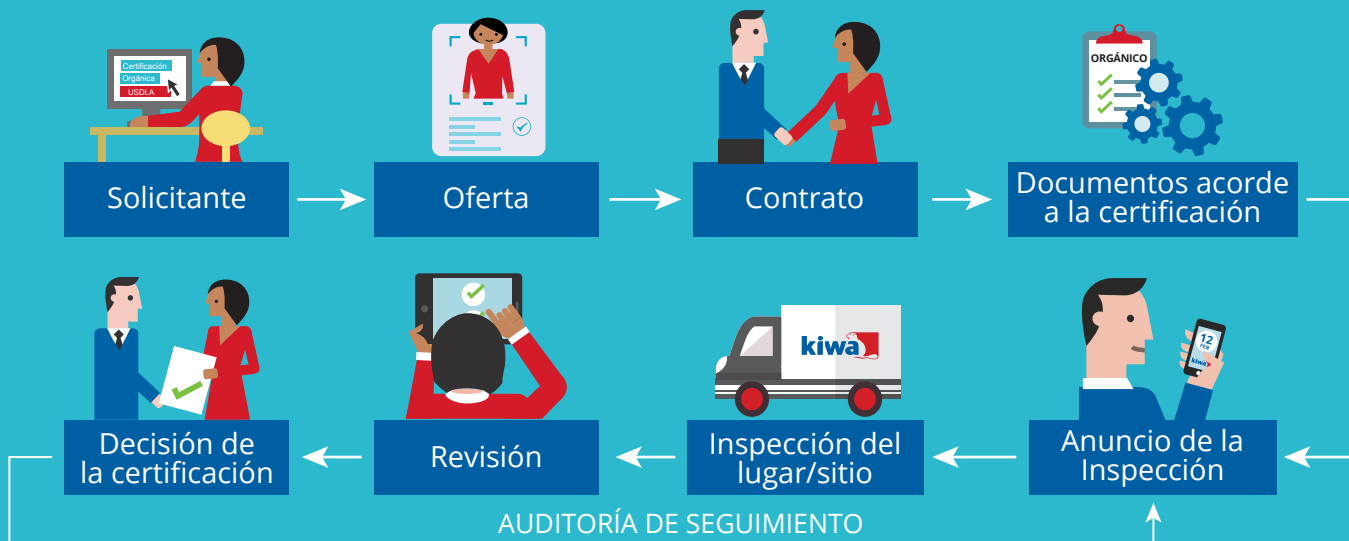 Certificación
Orgánica
USDLA
ORGÁNICO
Solicitante
Oferta
Contrato
Documentos acorde
a la certificación
kiwa
12
FEB
kiwa
Decisión de
la certificación
Revisión
Inspección del
lugar/sitio
Anuncio de la
Inspección
AUDITORÍA DE SEGUIMIENTO